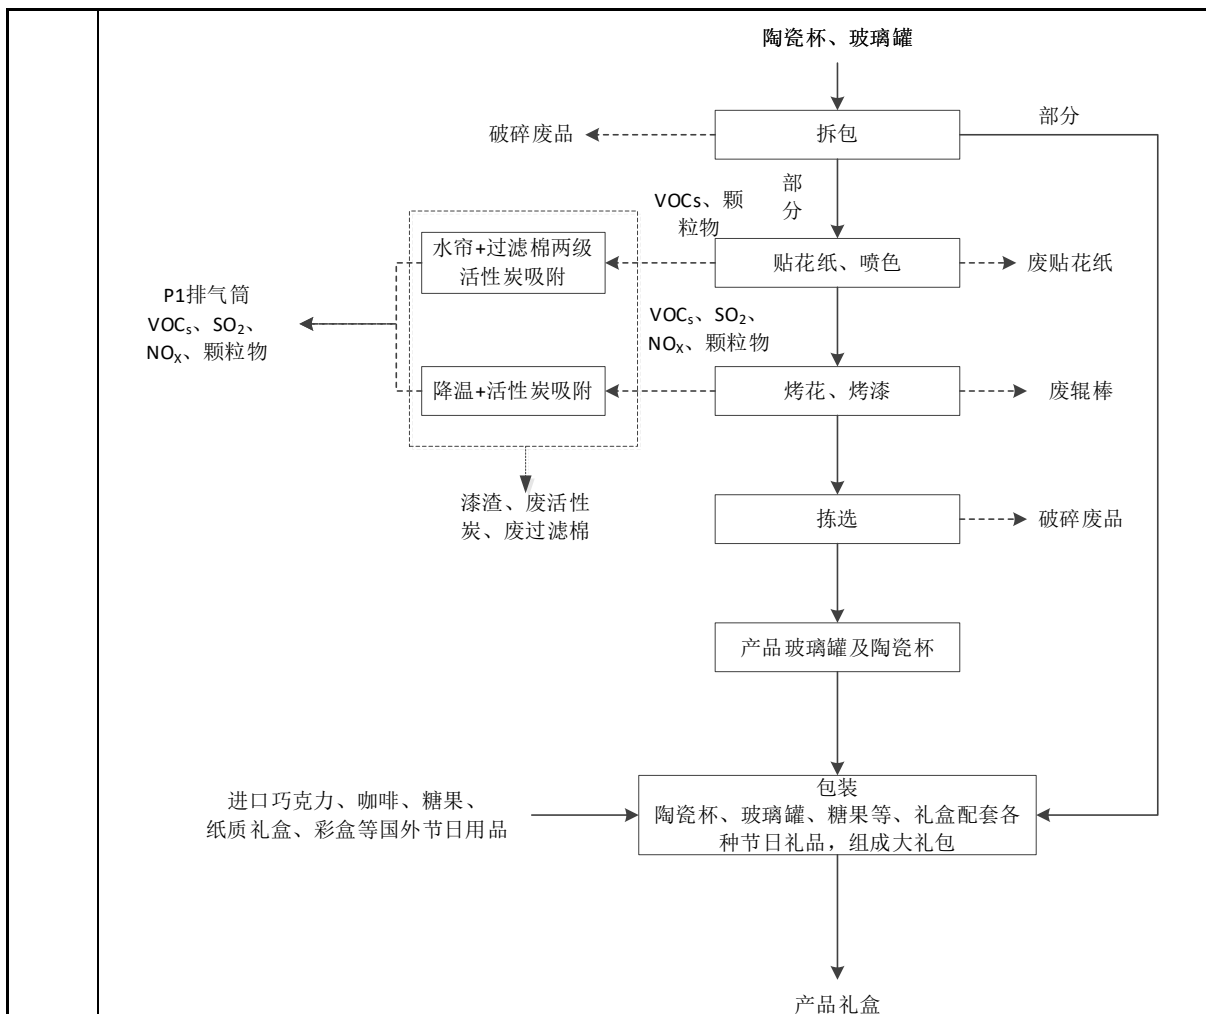 陶瓷杯、玻璃罐
部分
破碎废品
拆包
部
分
VOCs、颗
粒物
水帘+过滤棉两级
活性炭吸附
贴花纸、喷色
废贴花纸
P1排气筒
VOCs、SO2、
NOX、颗粒物
VOCs、SO2、
NOX、颗粒物
降温+活性炭吸附
烤花、烤漆
废辊棒
漆渣、废活性
炭、废过滤棉
拣选
破碎废品
产品玻璃罐及陶瓷杯
进口巧克力、咖啡、糖果、
纸质礼盒、彩盒等国外节日用品
包装
陶瓷杯、玻璃罐、糖果等、礼盒配套各
种节日礼品，组成大礼包
产品礼盒